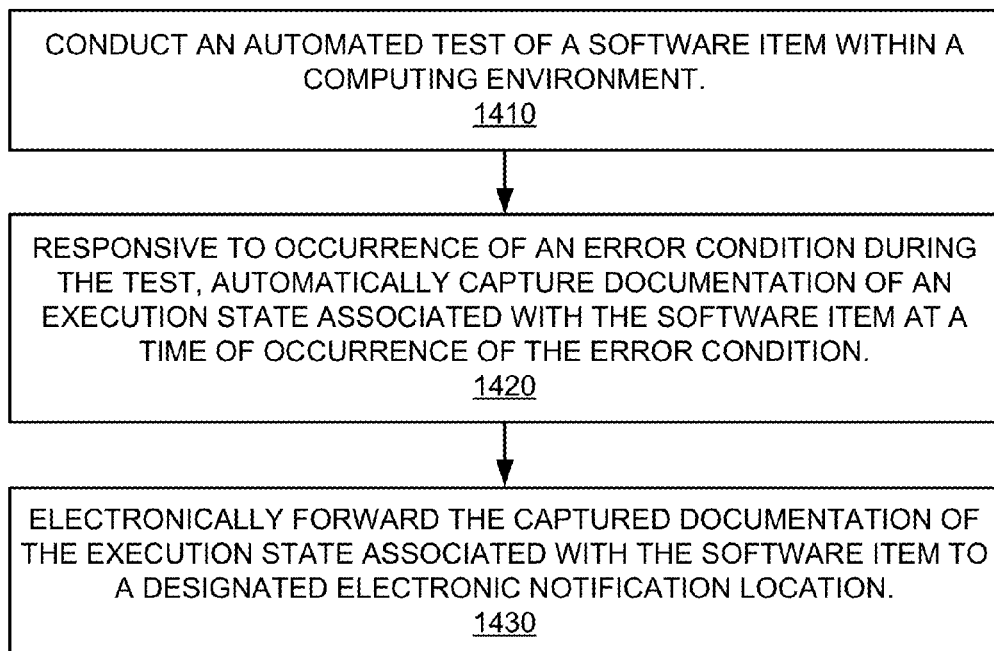 CONDUCT AN AUTOMATED TEST OF A SOFTWARE ITEM WITHIN A
COMPUTING ENVIRONMENT.
1410
RESPONSIVE TO OCCURRENCE OF AN ERROR CONDITION DURING
THE TEST, AUTOMATICALLY CAPTURE DOCUMENTATION OF AN
EXECUTION STATE ASSOCIATED WITH THE SOFTWARE ITEM AT A
TIME OF OCCURRENCE OF THE ERROR CONDITION.
1420
ELECTRONICALLY FORWARD THE CAPTURED DOCUMENTATION OF
THE EXECUTION STATE ASSOCIATED WITH THE SOFTWARE ITEM TO
A DESIGNATED ELECTRONIC NOTIFICATION LOCATION.
1430